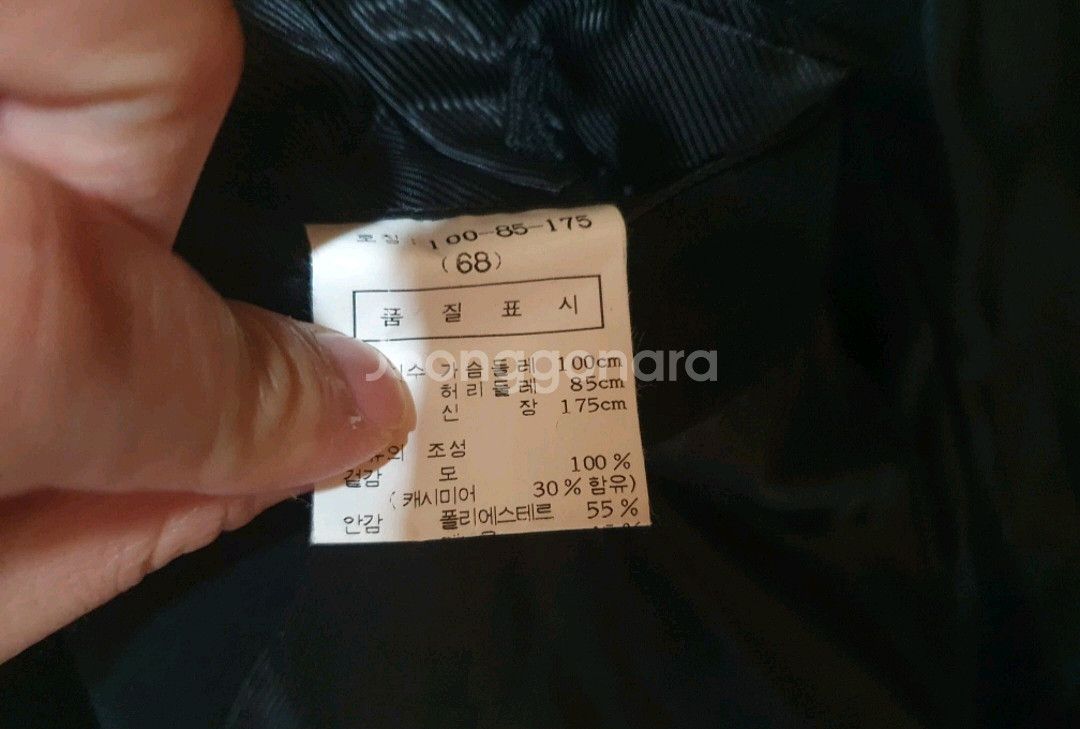 호칭: 100-85-175
(68)
품질표시
치수 가슴둘레 100cm
허리둘레 85cm
신장 175cm
조성
겉감 모 100%
(캐시미어 30% 함유)
안감 폴리에스테르 55%
Joonggonara